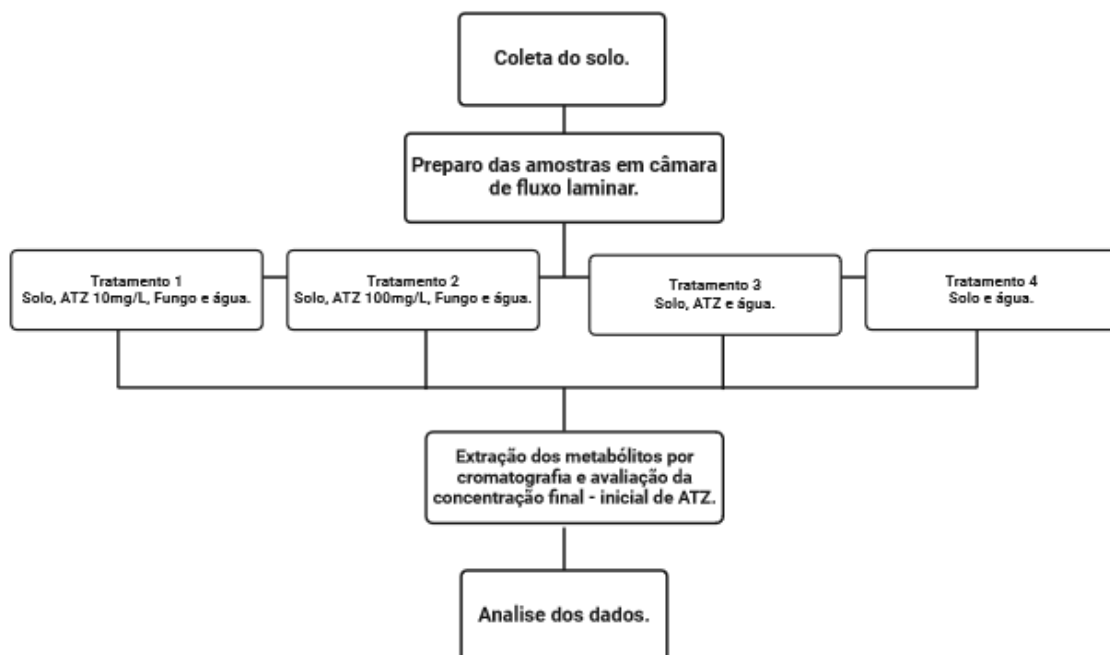 Coleta do solo.
Preparo das amostras em câmara
de fluxo laminar.
Tratamento 1
Solo, ATZ 10mg/L, Fungo e água.
Tratamento 2
Solo, ATZ 100mg/L, Fungo e água.
Tratamento 3
Solo, ATZ e água.
Tratamento 4
Solo e água.
Extração dos metabólitos por
cromatografia e avaliação da
concentração final - inicial de ATZ.
Analise dos dados.